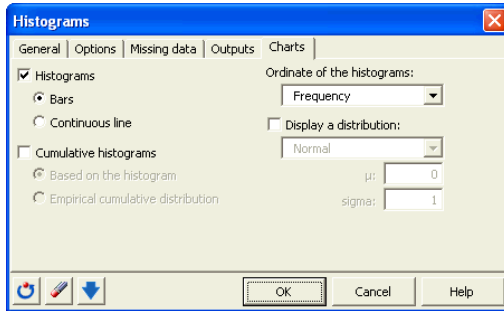 Histograms
General Options Missing data Outputs Charts
Histograms
Bars
Continuous line
Cumulative histograms
Based on the histogram
Empirical cumulative distribution
Ordinate of the histograms:
Frequency
Display a distribution:
Normal
μ: 0
sigma: 1
OK Cancel Help